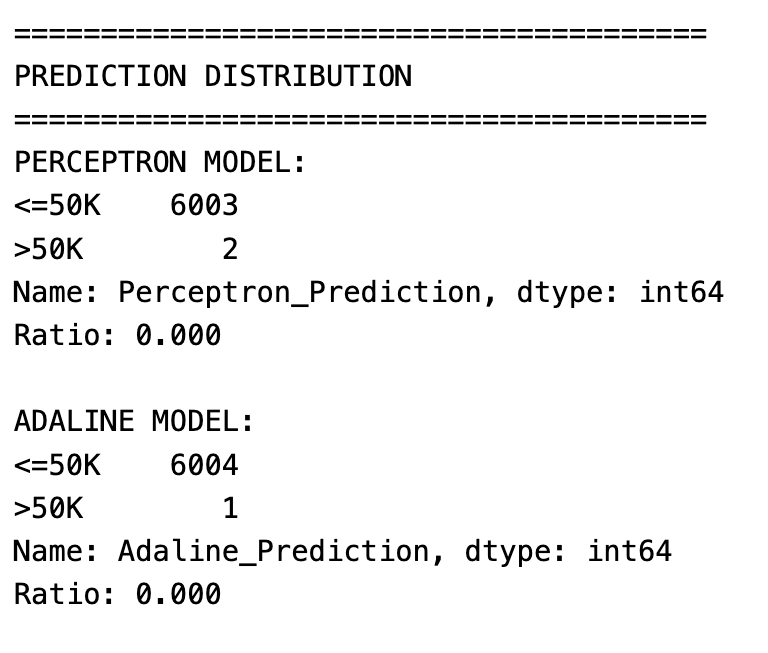 ========================================
PREDICTION DISTRIBUTION
========================================
PERCEPTRON MODEL:
<=50K    6003
>50K        2
Name: Perceptron_Prediction, dtype: int64
Ratio: 0.000

ADALINE MODEL:
<=50K    6004
>50K        1
Name: Adaline_Prediction, dtype: int64
Ratio: 0.000